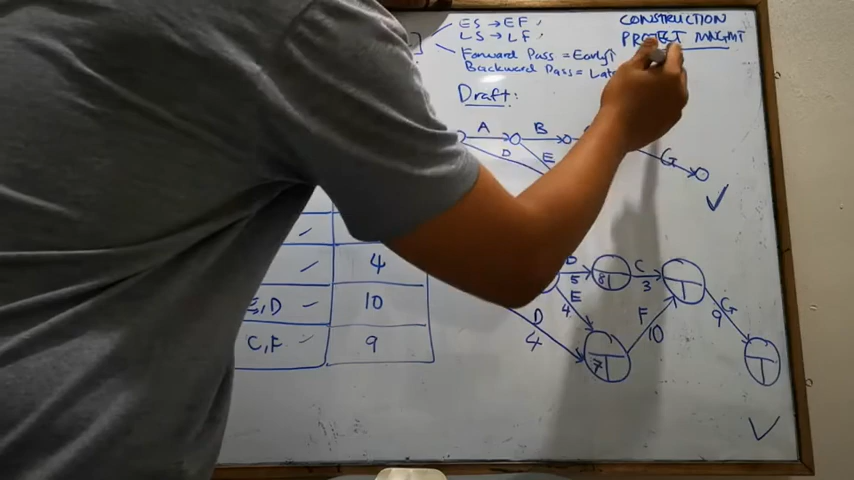 ES → EF
LS → LF
Forward Pass = Early
Backward Pass =
CONSTRUCTION
PROJECT MNGMT
Draft:
A B
D E
G
4
E,D 10
C,F 9
5 8 C
3
E
4
D
4
F
10
G
9
7